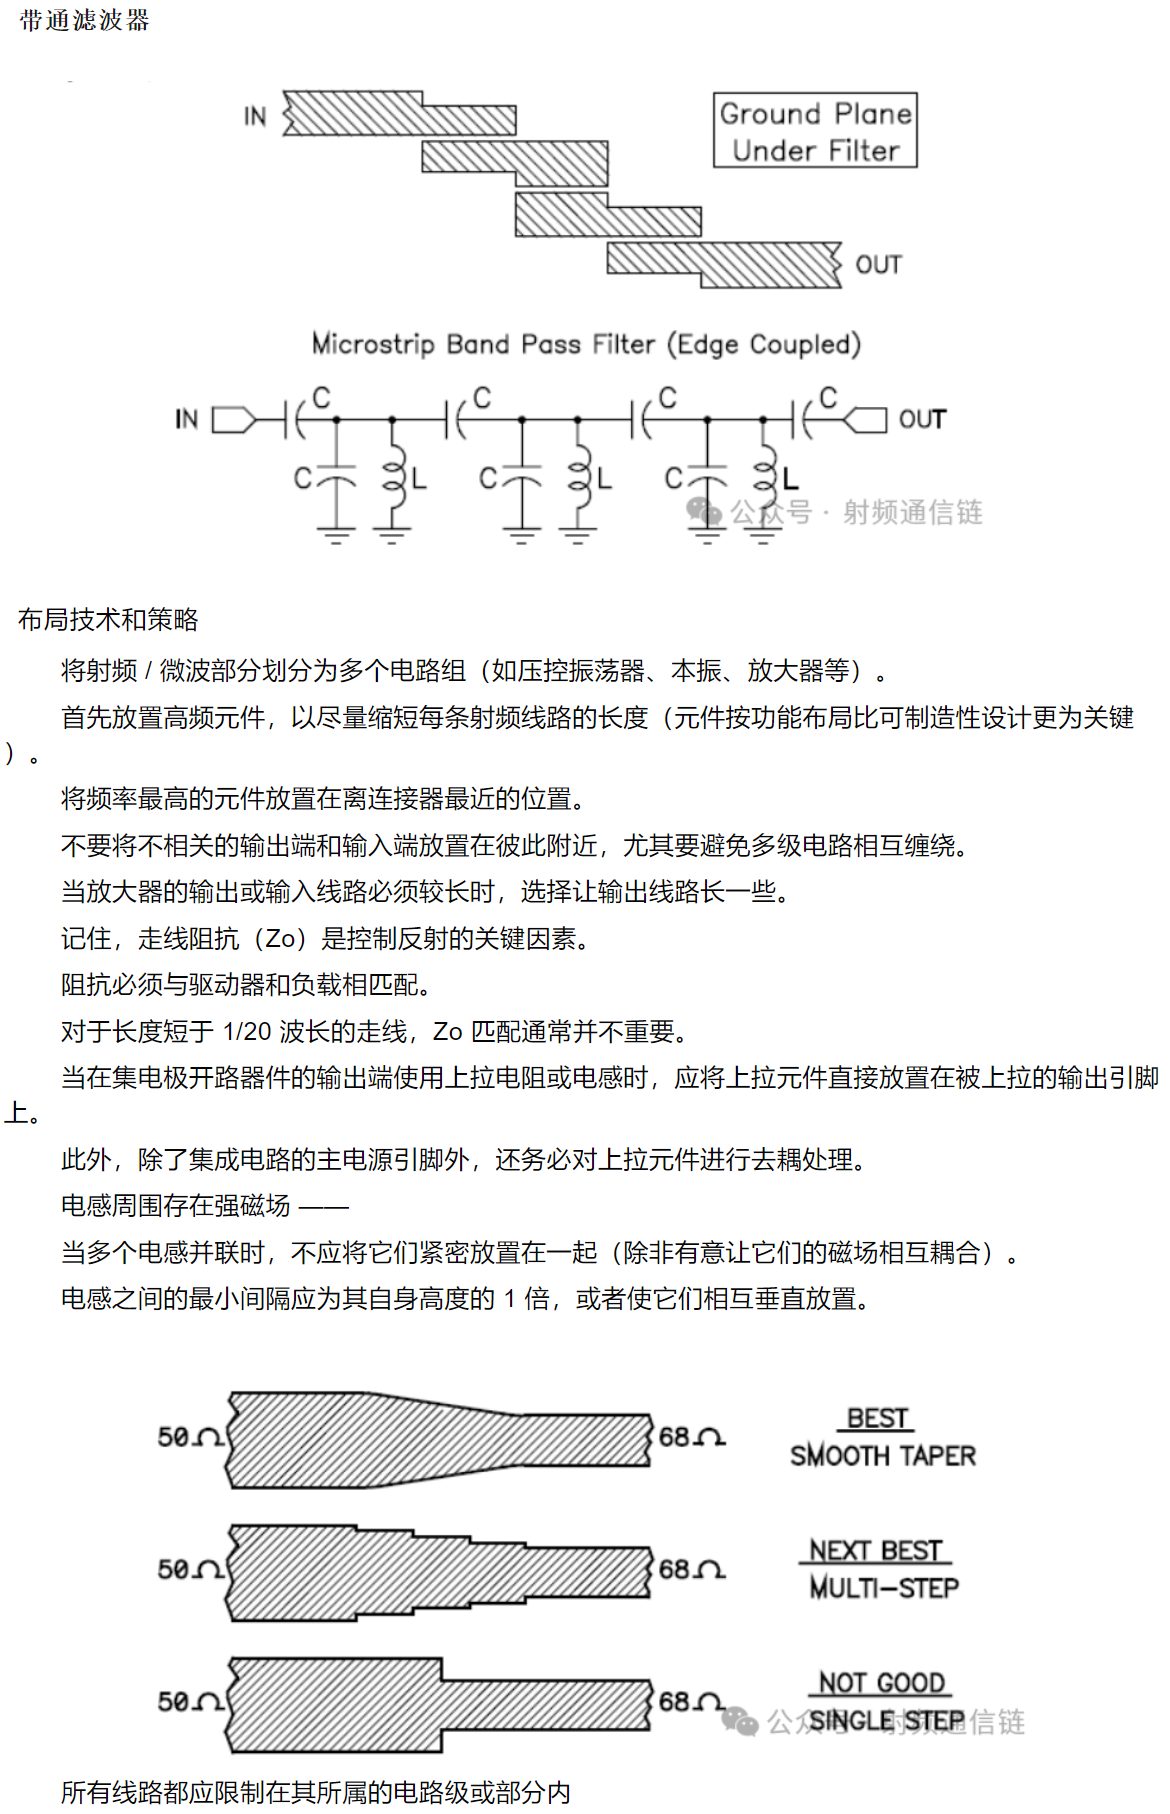 带通滤波器
IN
Ground Plane
Under Filter
OUT
Microstrip Band Pass Filter (Edge Coupled)
IN C C C C OUT
C L C L C L
公众号 · 射频通信链
布局技术和策略
将射频 / 微波部分划分为多个电路组（如压控振荡器、本振、放大器等）。
首先放置高频元件，以尽量缩短每条射频线路的长度（元件按功能布局比可制造性设计更为关键
）。
将频率最高的元件放置在离连接器最近的位置。
不要将不相关的输出端和输入端放置在彼此附近，尤其要避免多级电路相互缠绕。
当放大器的输出或输入线路必须较长时，选择让输出线路长一些。
记住，走线阻抗（Zo）是控制反射的关键因素。
阻抗必须与驱动器和负载相匹配。
对于长度短于 1/20 波长的走线，Zo 匹配通常并不重要。
当在集电极开路器件的输出端使用上拉电阻或电感时，应将上拉元件直接放置在被上拉的输出引脚
上。
此外，除了集成电路的主电源引脚外，还务必对上拉元件进行去耦处理。
电感周围存在强磁场 ——
当多个电感并联时，不应将它们紧密放置在一起（除非有意让它们的磁场相互耦合）。
电感之间的最小间隔应为其自身高度的 1 倍，或者使它们相互垂直放置。
50Ω 68Ω
BEST
SMOOTH TAPER
50Ω 68Ω
NEXT BEST
MULTI-STEP
50Ω 68Ω
NOT GOOD
SINGLE STEP
公众号 · 射频通信链
所有线路都应限制在其所属的电路级或部分内